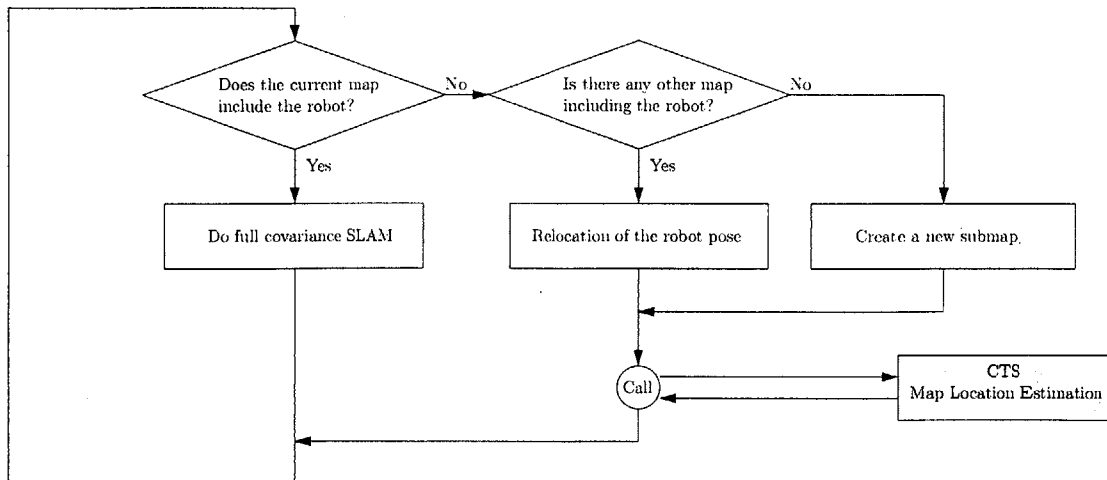 Does the current map
include the robot?
No
Is there any other map
including the robot?
No
Yes
Yes
Do full covariance SLAM
Relocation of the robot pose
Create a new submap.
Call
CTS
Map Location Estimation